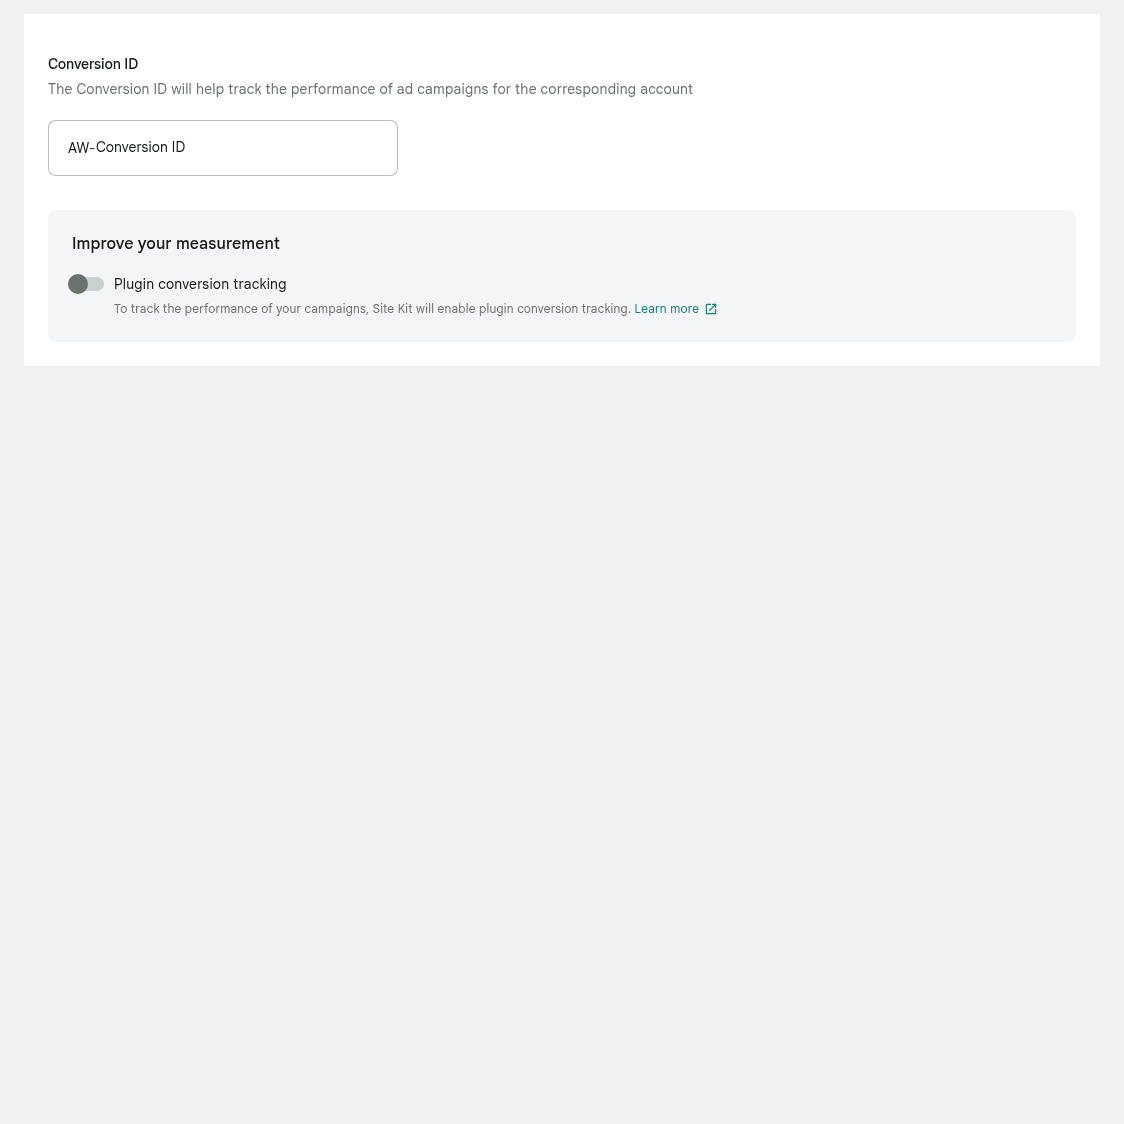 Conversion ID
The Conversion ID will help track the performance of ad campaigns for the corresponding account
AW-Conversion ID
Improve your measurement
Plugin conversion tracking
To track the performance of your campaigns, Site Kit will enable plugin conversion tracking. Learn more